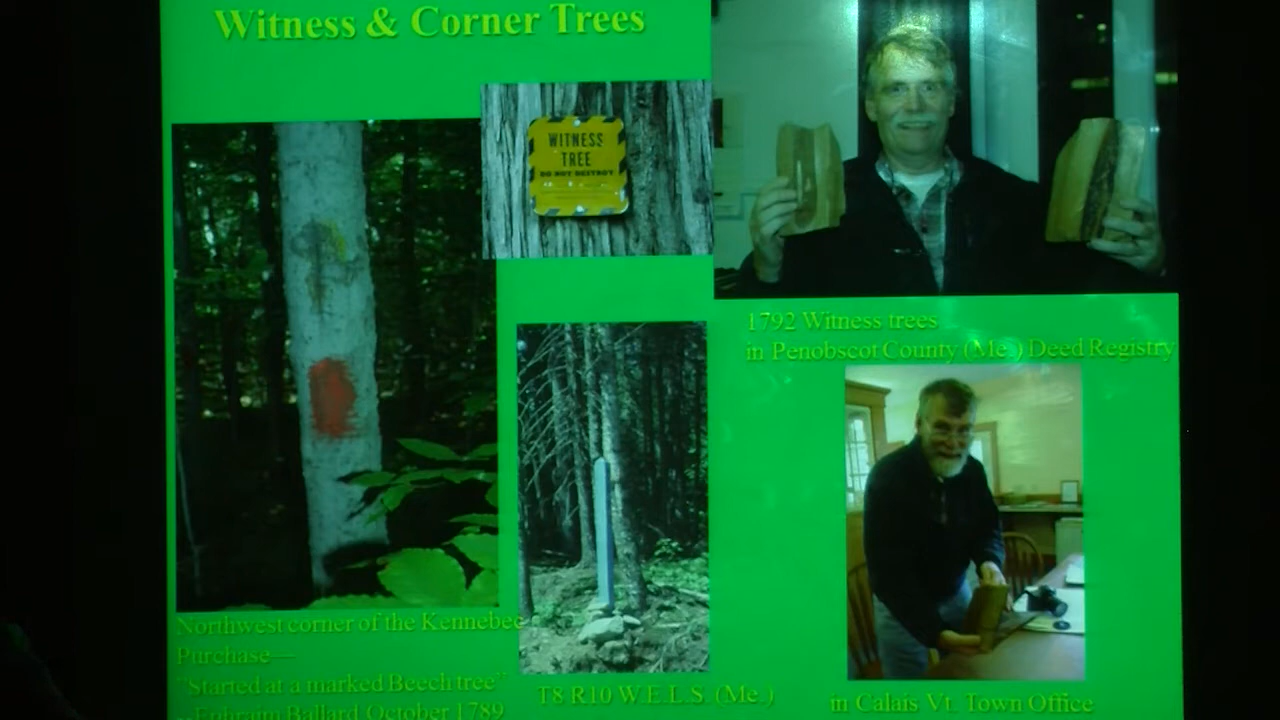 Witness & Corner Trees
WITNESS
TREE
DO NOT DESTROY
1792 Witness trees
in Penobscot County (Me.) Deed Registry
Northwest corner of the Kennebec
Purchase—
"Started at a marked Beech tree"
Ephraim Ballard October 1789
T8 R10 W.E.L.S. (Me.)
in Calais Vt. Town Office